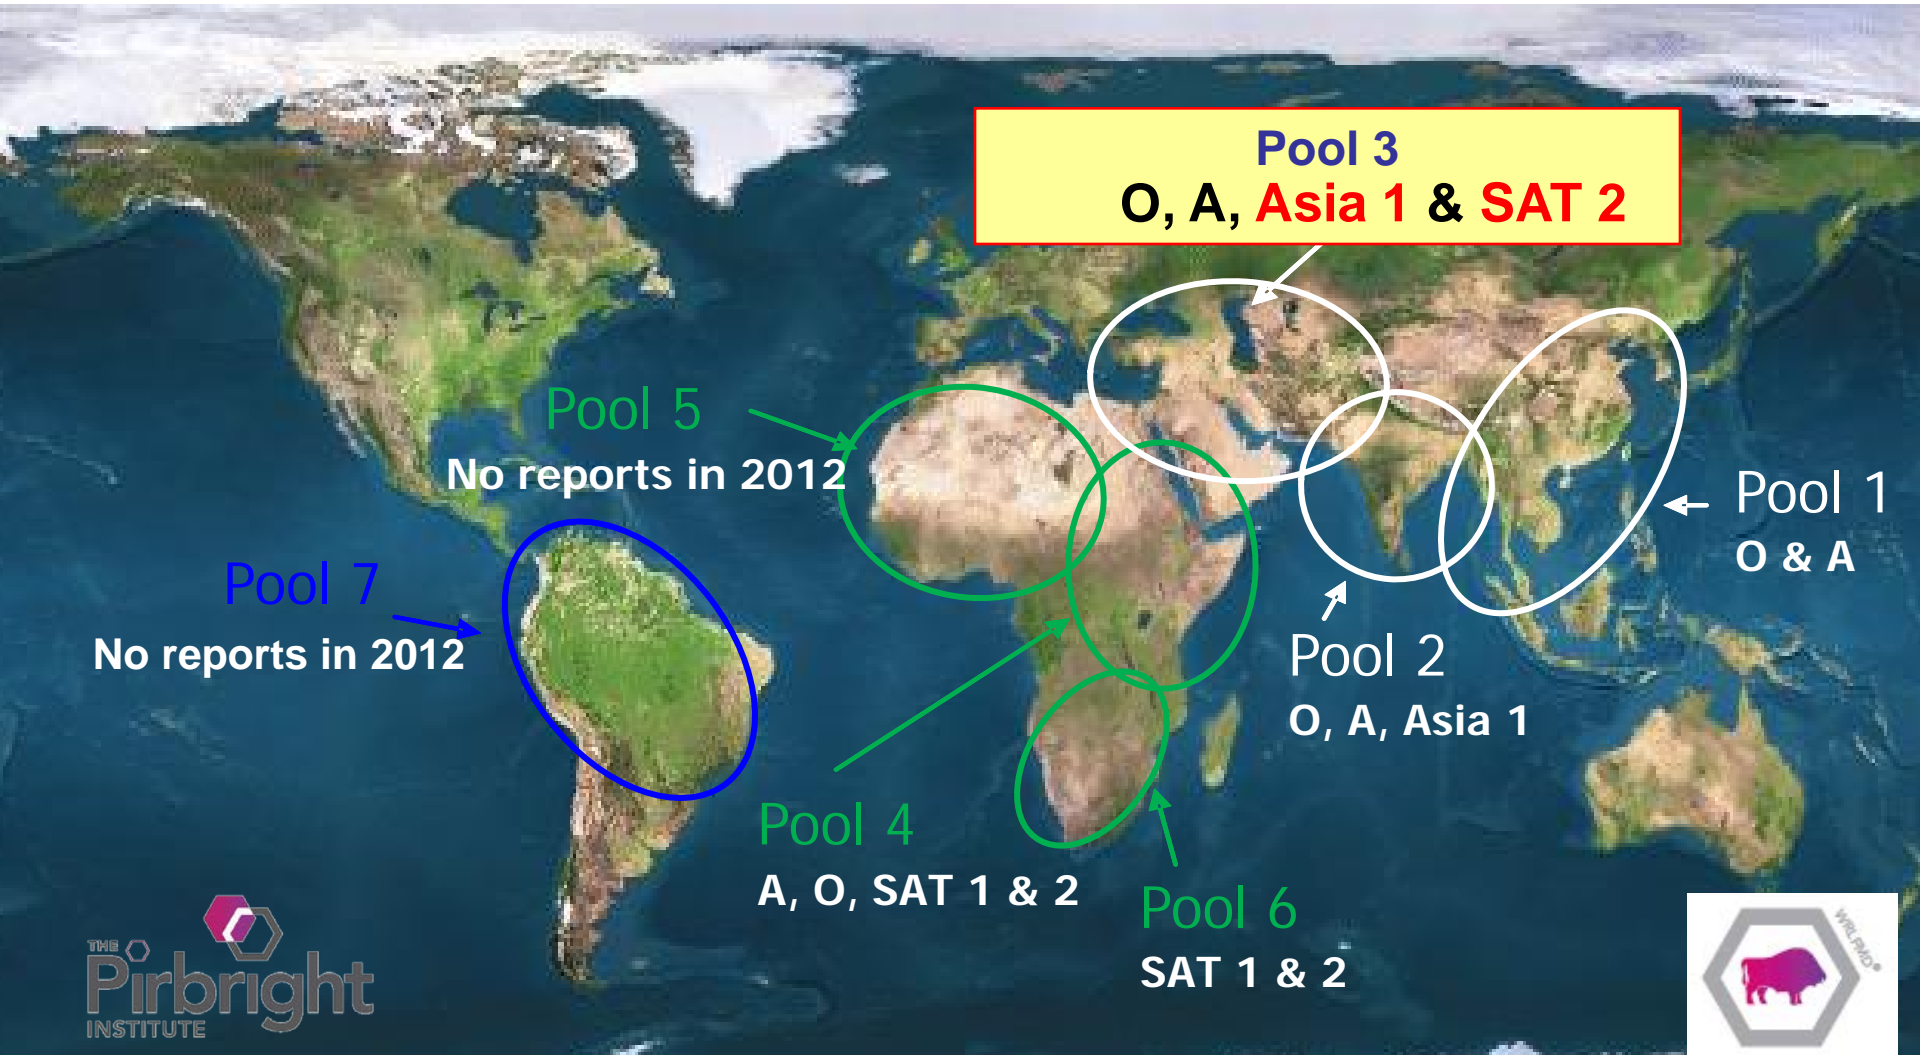 Pool 3
O, A, Asia 1 & SAT 2
Pool 5
No reports in 2012
Pool 1
O & A
Pool 7
No reports in 2012
Pool 2
O, A, Asia 1
Pool 4
A, O, SAT 1 & 2
Pool 6
SAT 1 & 2
THE
Pirbright
INSTITUTE
WRLFMD®